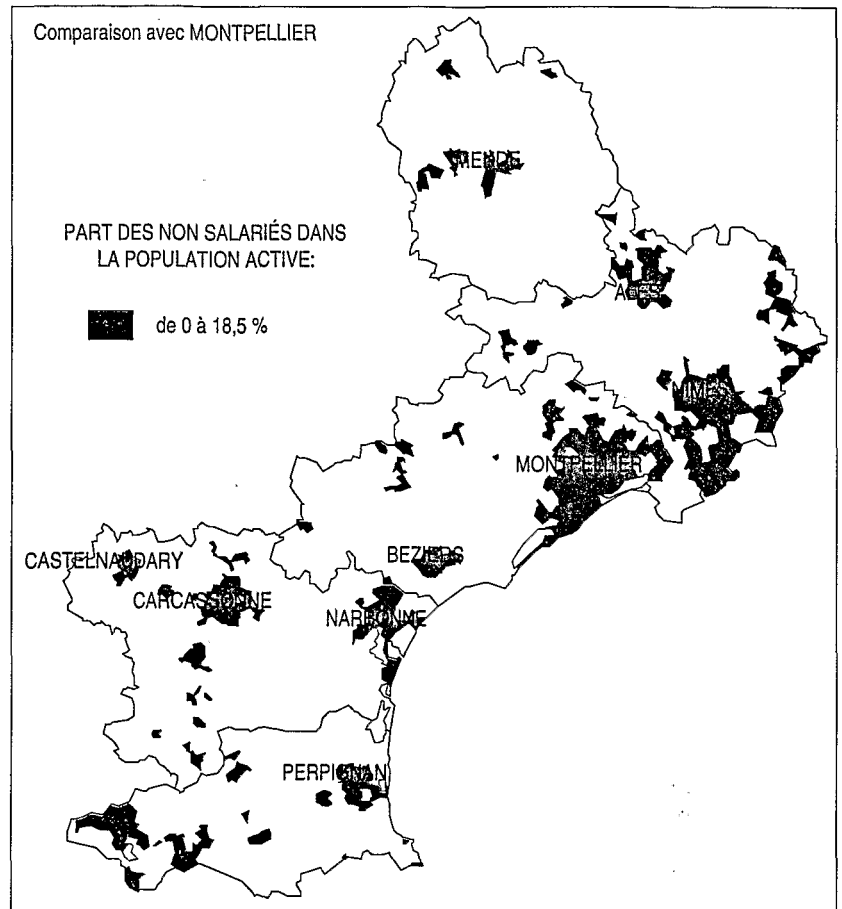 Comparaison avec MONTPELLIER
MENDE
PART DES NON SALARIÉS DANS
LA POPULATION ACTIVE:
ALES
de 0 à 18,5 %
NIMES
MONTPELLIER
BEZIERS
CASTELNAUDARY
CARCASSONNE
NARBONNE
PERPIGNAN